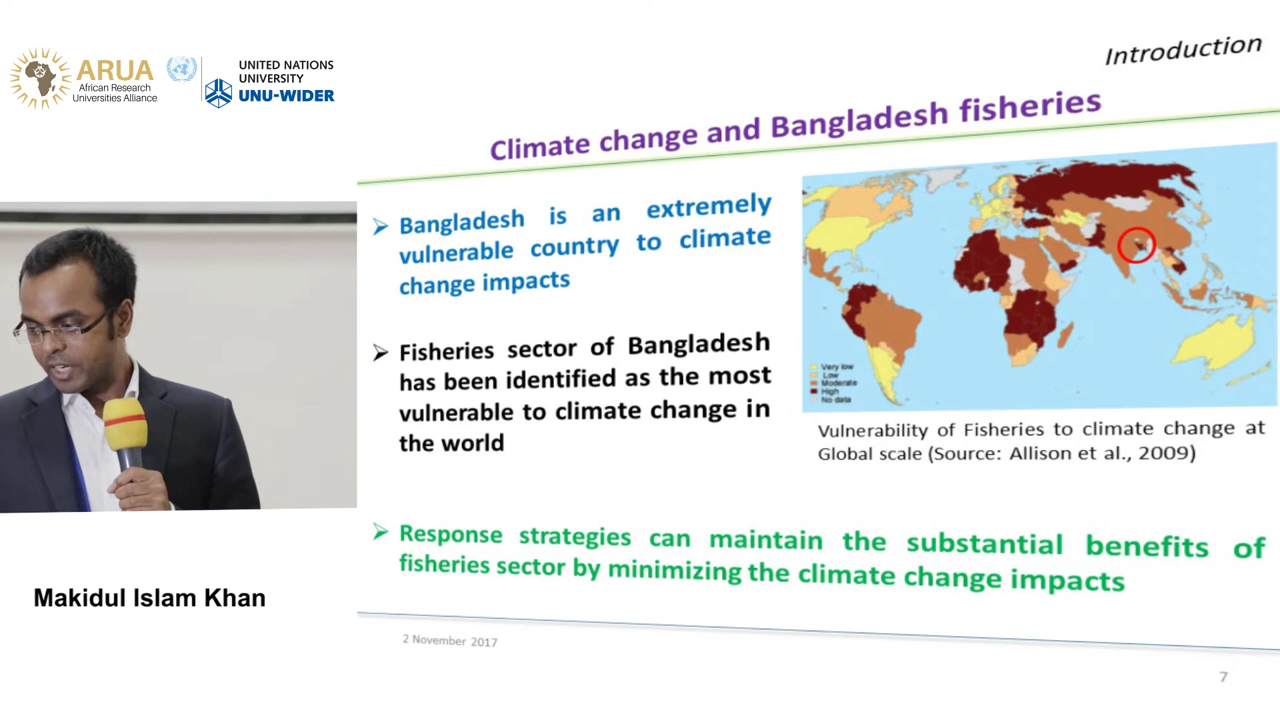 ARUA
African Research
Universities Alliance
UNITED NATIONS
UNIVERSITY
UNU-WIDER
Introduction
Climate change and Bangladesh fisheries
➢ Bangladesh is an extremely
vulnerable country to climate
change impacts
➢ Fisheries sector of Bangladesh
has been identified as the most
vulnerable to climate change in
the world
Very low
Low
Moderate
High
No data
Vulnerability of Fisheries to climate change at
Global scale (Source: Allison et al., 2009)
➢ Response strategies can maintain the substantial benefits of
fisheries sector by minimizing the climate change impacts
Makidul Islam Khan
2 November 2017
7